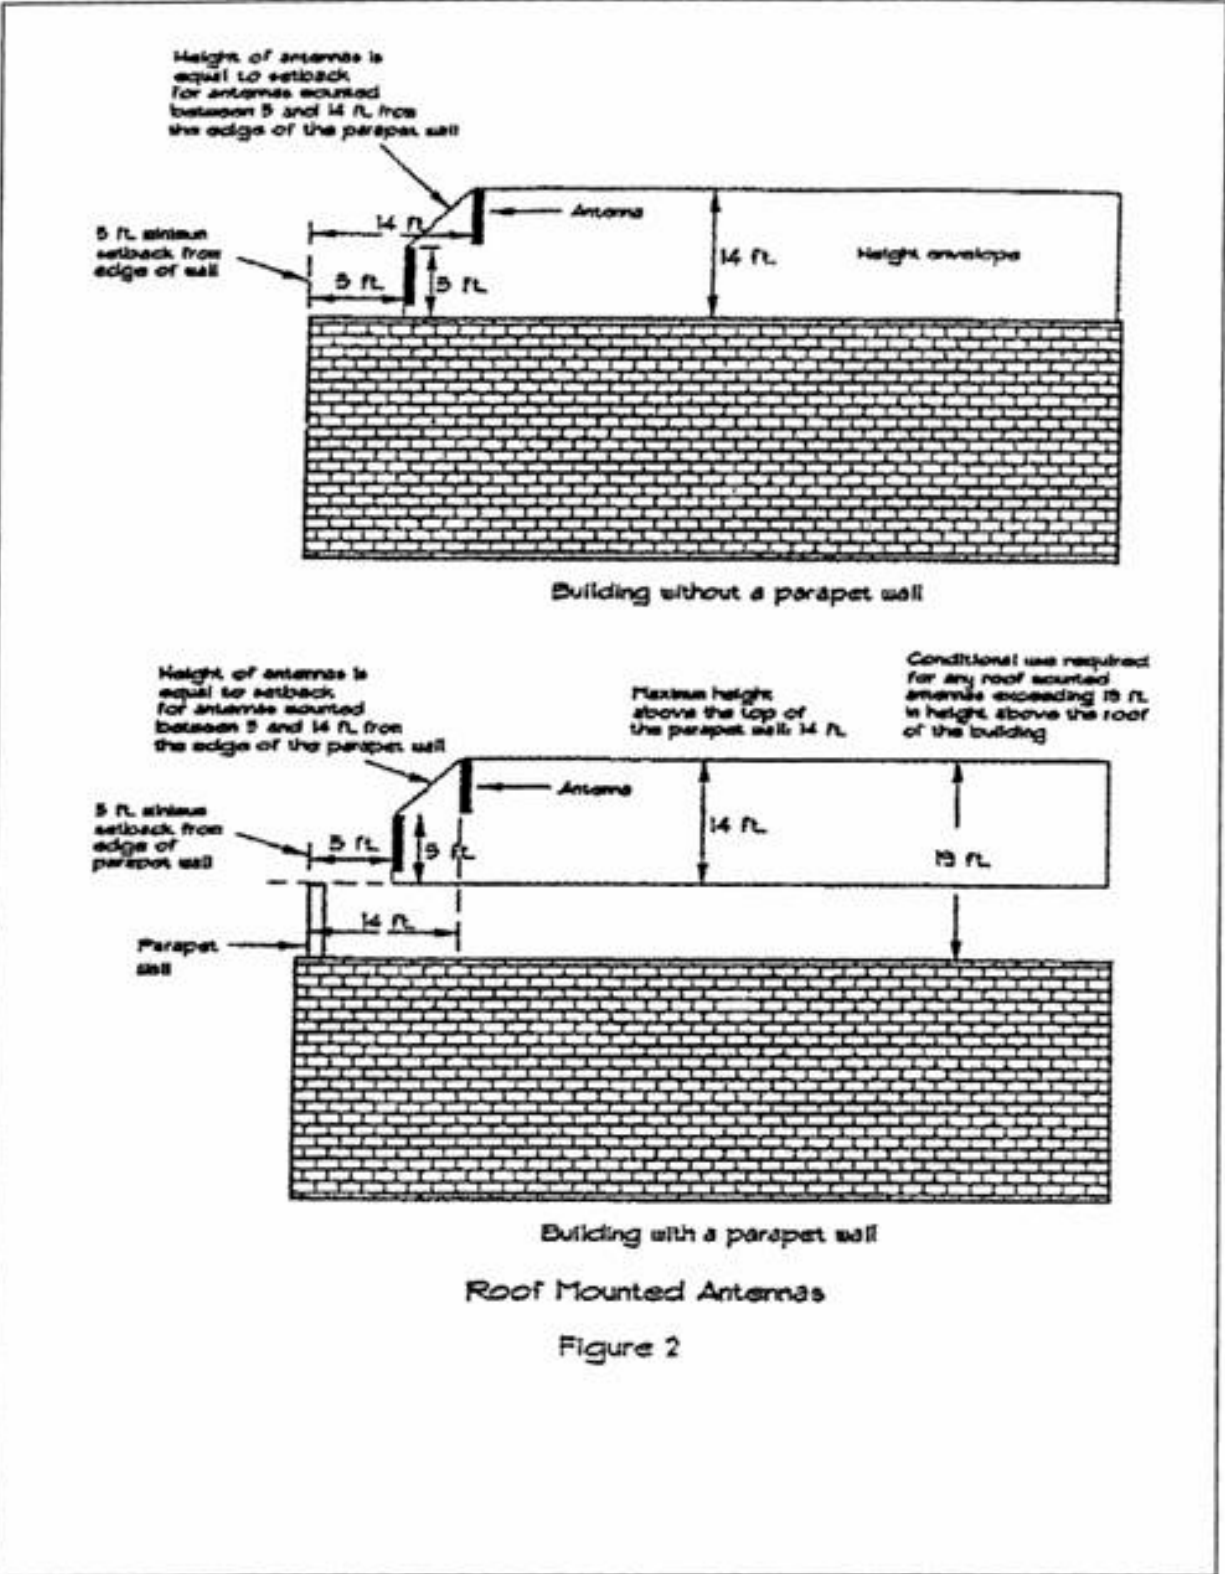 Height of antennas is
equal to setback
for antennas mounted
between 5 and 14 ft. from
the edge of the parapet wall
14 ft.
Antenna
5 ft. minimum
setback from
edge of wall
5 ft.
5 ft.
14 ft.
Height envelope
Building without a parapet wall
Height of antennas is
equal to setback
for antennas mounted
between 5 and 14 ft. from
the edge of the parapet wall
Maximum height
above the top of
the parapet wall: 14 ft.
Conditional use required
for any roof mounted
antennas exceeding 19 ft.
in height above the roof
of the building
Antenna
5 ft. minimum
setback from
edge of
parapet wall
5 ft.
5 ft.
14 ft.
19 ft.
14 ft.
Parapet
wall
Building with a parapet wall
Roof Mounted Antennas
Figure 2